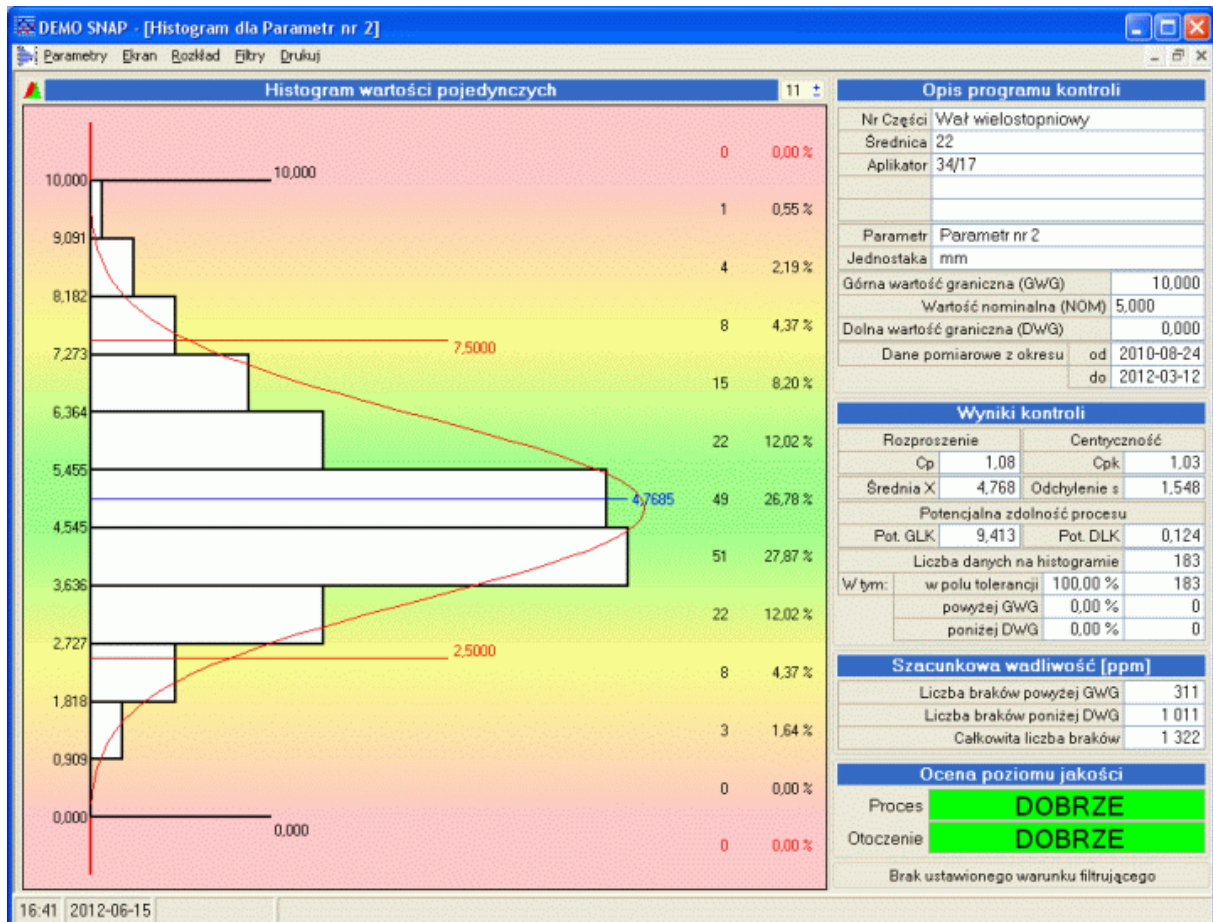 DEMO SNAP - [Histogram dla Parametr nr 2]
Parametry Ekran Rozkład Filtry Drukuj
Histogram wartości pojedynczych 11 ±
0 0,00 %
10,000 10,000
1 0,55 %
9,091
4 2,19 %
8,182
8 4,37 %
7,5000
7,273
15 8,20 %
6,364
22 12,02 %
5,455
4,7685 49 26,78 %
4,545
51 27,87 %
3,636
22 12,02 %
2,727
2,5000
8 4,37 %
1,818
3 1,64 %
0,909
0 0,00 %
0,000 0,000
0 0,00 %
Opis programu kontroli
Nr Części Wał wielostopniowy
Średnica 22
Aplikator 34/17
Parametr Parametr nr 2
Jednostaka mm
Górna wartość graniczna (GWG) 10,000
Wartość nominalna (NOM) 5,000
Dolna wartość graniczna (DWG) 0,000
Dane pomiarowe z okresu od 2010-08-24
do 2012-03-12
Wyniki kontroli
Rozproszenie Centryczność
Cp 1,08 Cpk 1,03
Średnia X 4,768 Odchylenie s 1,548
Potencjalna zdolność procesu
Pot. GLK 9,413 Pot. DLK 0,124
Liczba danych na histogramie 183
W tym: w polu tolerancji 100,00 % 183
powyżej GWG 0,00 % 0
poniżej DWG 0,00 % 0
Szacunkowa wadliwość [ppm]
Liczba braków powyżej GWG 311
Liczba braków poniżej DWG 1 011
Całkowita liczba braków 1 322
Ocena poziomu jakości
Proces DOBRZE
Otoczenie DOBRZE
Brak ustawionego warunku filtrującego
16:41 2012-06-15